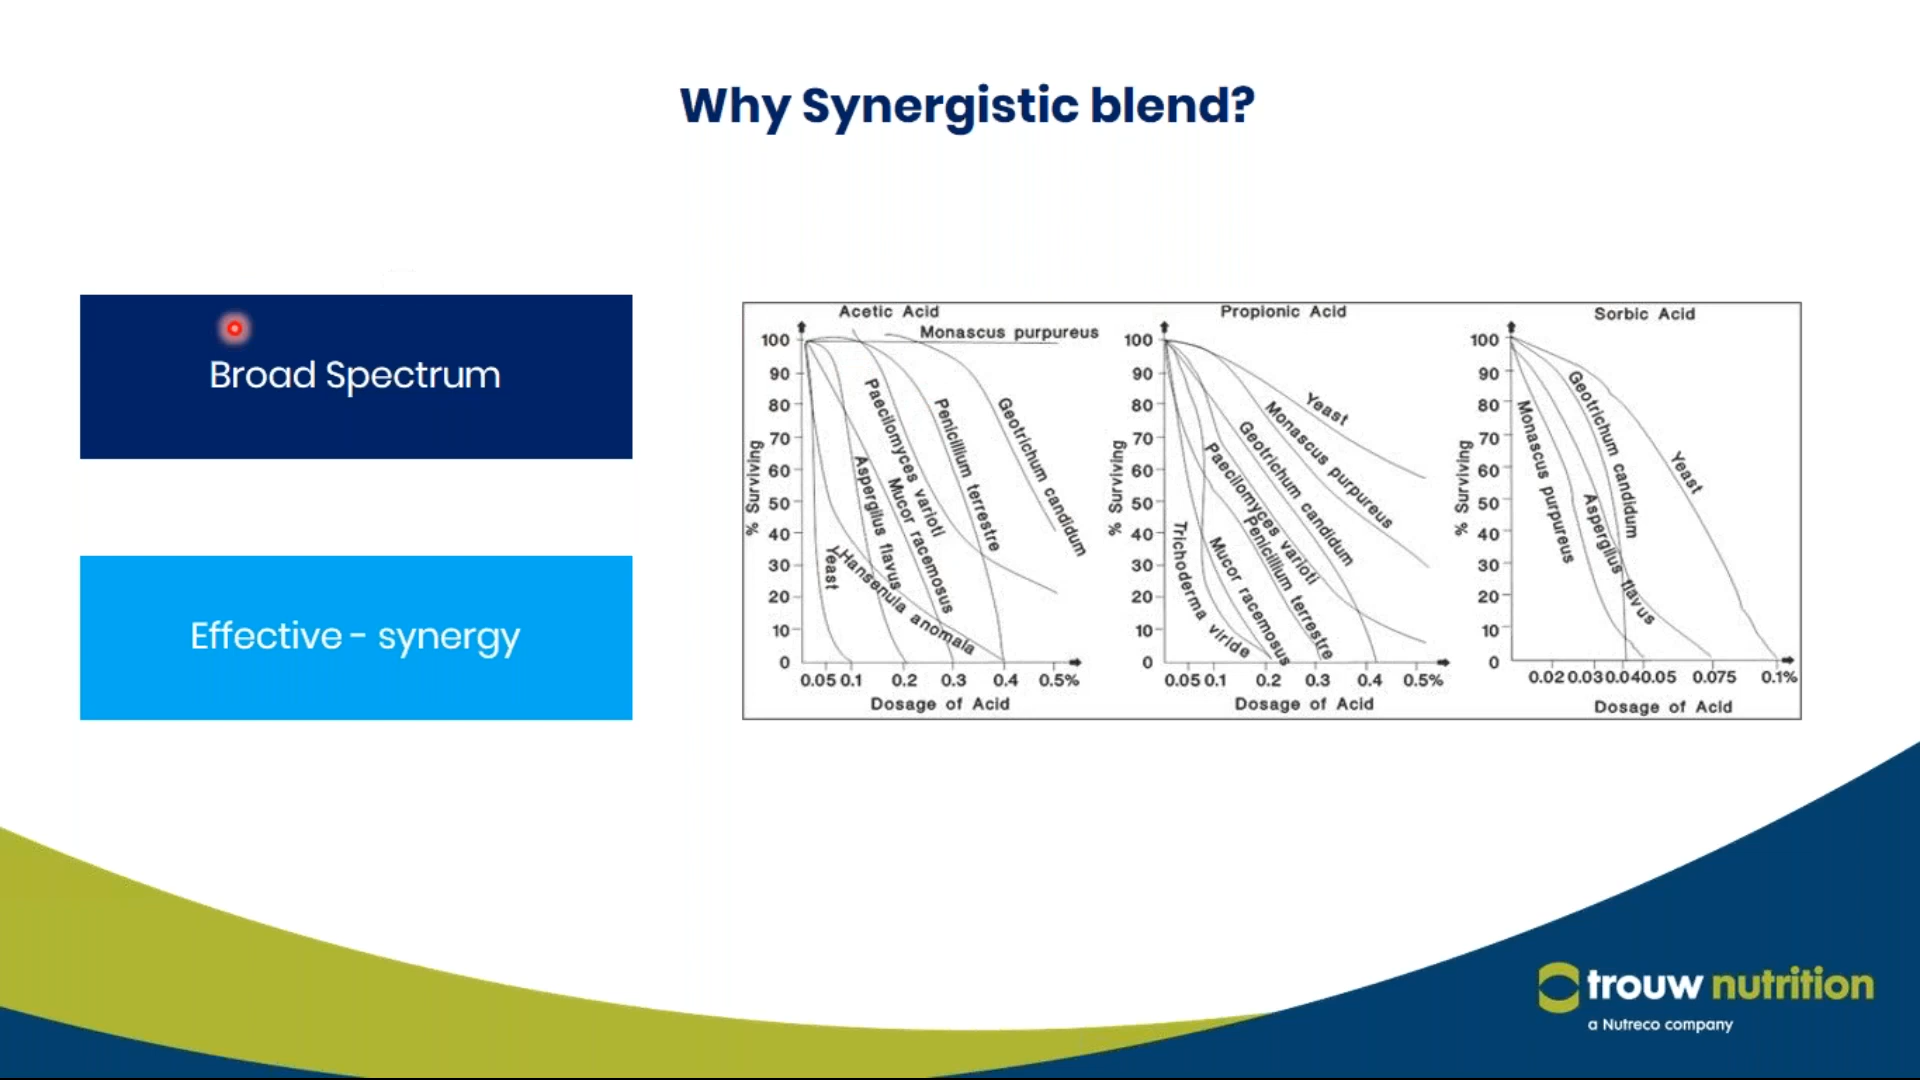 Why Synergistic blend?
Broad Spectrum
Effective - synergy
Acetic Acid
Monascus purpureus
100
90
80
70
60
50
40
30
20
10
0
% Surviving
Yeast
Hansenula anomala
Aspergilus flavus
Mucor racemosus
Paecilomyces varioti
Penicillium terrestre
Geotrichum candidum
0.05 0.1 0.2 0.3 0.4 0.5%
Dosage of Acid
Propionic Acid
100
90
80
70
60
50
40
30
20
10
0
% Surviving
Yeast
Monascus purpureus
Geotrichum candidum
Paecilomyces varioti
Penicillium terrestre
Mucor racemosus
Trichoderma viride
0.05 0.1 0.2 0.3 0.4 0.5%
Dosage of Acid
Sorbic Acid
100
90
80
70
60
50
40
30
20
10
0
% Surviving
Monascus purpureus
Aspergilus flavus
Geotrichum candidum
Yeast
0.02 0.03 0.04 0.05 0.075 0.1%
Dosage of Acid
trouw nutrition
a Nutreco company